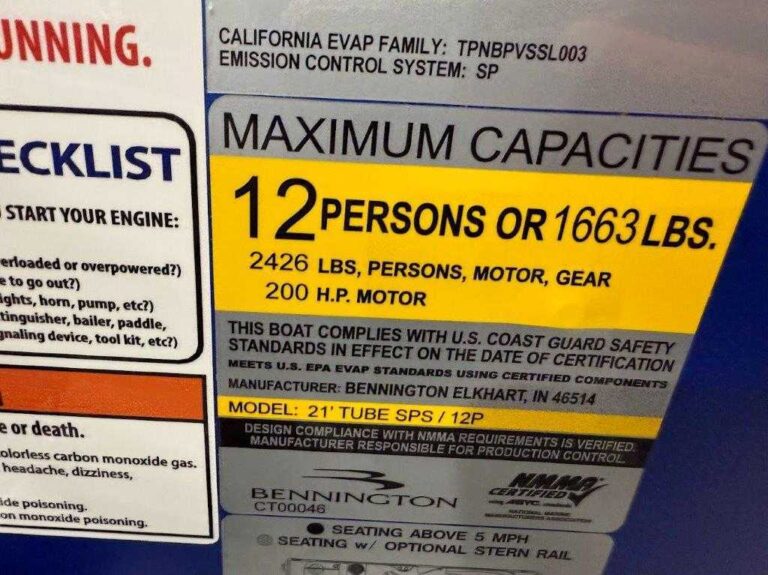 UNNING.
ECKLIST
START YOUR ENGINE:
erloaded or overpowered?)
e to go out?)
ights, horn, pump, etc?)
tinguisher, bailer, paddle,
gnaling device, tool kit, etc?)
e or death.
olorless carbon monoxide gas.
headache, dizziness,
ide poisoning.
on monoxide poisoning.
CALIFORNIA EVAP FAMILY: TPNBPVSSL003
EMISSION CONTROL SYSTEM: SP
MAXIMUM CAPACITIES
12 PERSONS OR 1663 LBS.
2426 LBS, PERSONS, MOTOR, GEAR
200 H.P. MOTOR
THIS BOAT COMPLIES WITH U.S. COAST GUARD SAFETY
STANDARDS IN EFFECT ON THE DATE OF CERTIFICATION
MEETS U.S. EPA EVAP STANDARDS USING CERTIFIED COMPONENTS
MANUFACTURER: BENNINGTON ELKHART, IN 46514
MODEL: 21' TUBE SPS / 12P
DESIGN COMPLIANCE WITH NMMA REQUIREMENTS IS VERIFIED.
MANUFACTURER RESPONSIBLE FOR PRODUCTION CONTROL.
BENNINGTON
CT00046
NMMA
CERTIFIED
ABYC
NATIONAL MARINE
MANUFACTURERS ASSOCIATION
SEATING ABOVE 5 MPH
SEATING w/ OPTIONAL STERN RAIL